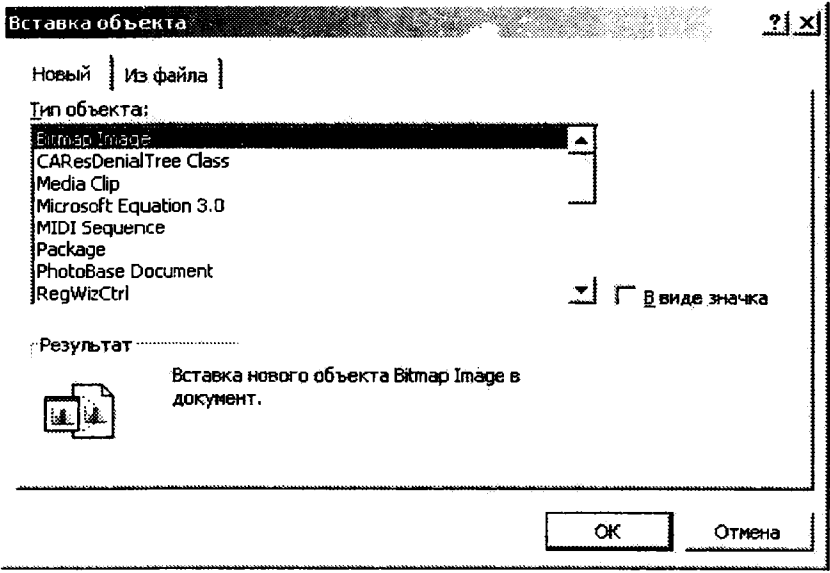 Вставка объекта
Новый Из файла
Тип объекта:
Bitmap Image
CAResDenialTree Class
Media Clip
Microsoft Equation 3.0
MIDI Sequence
Package
PhotoBase Document
RegWizCtrl
В виде значка
Результат
Вставка нового объекта Bitmap Image в
документ.
ОК Отмена